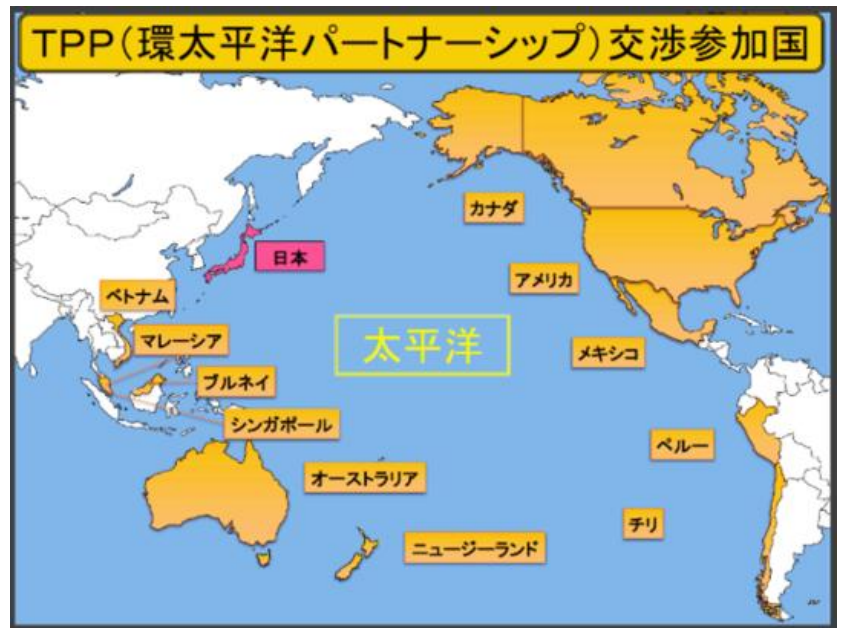 TPP(環太平洋パートナーシップ)交渉参加国
カナダ
日本
アメリカ
ベトナム
マレーシア
太平洋
メキシコ
ブルネイ
シンガポール
ペルー
オーストラリア
チリ
ニュージーランド